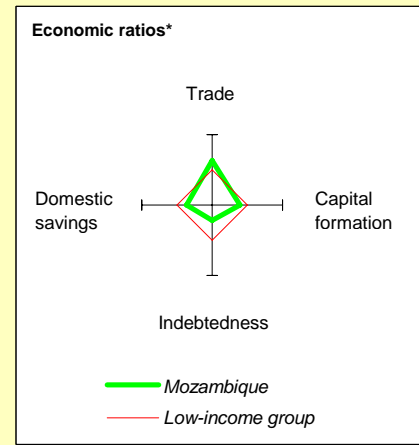 Economic ratios*
Trade
Domestic
savings
Capital
formation
Indebtedness
Mozambique
Low-income group